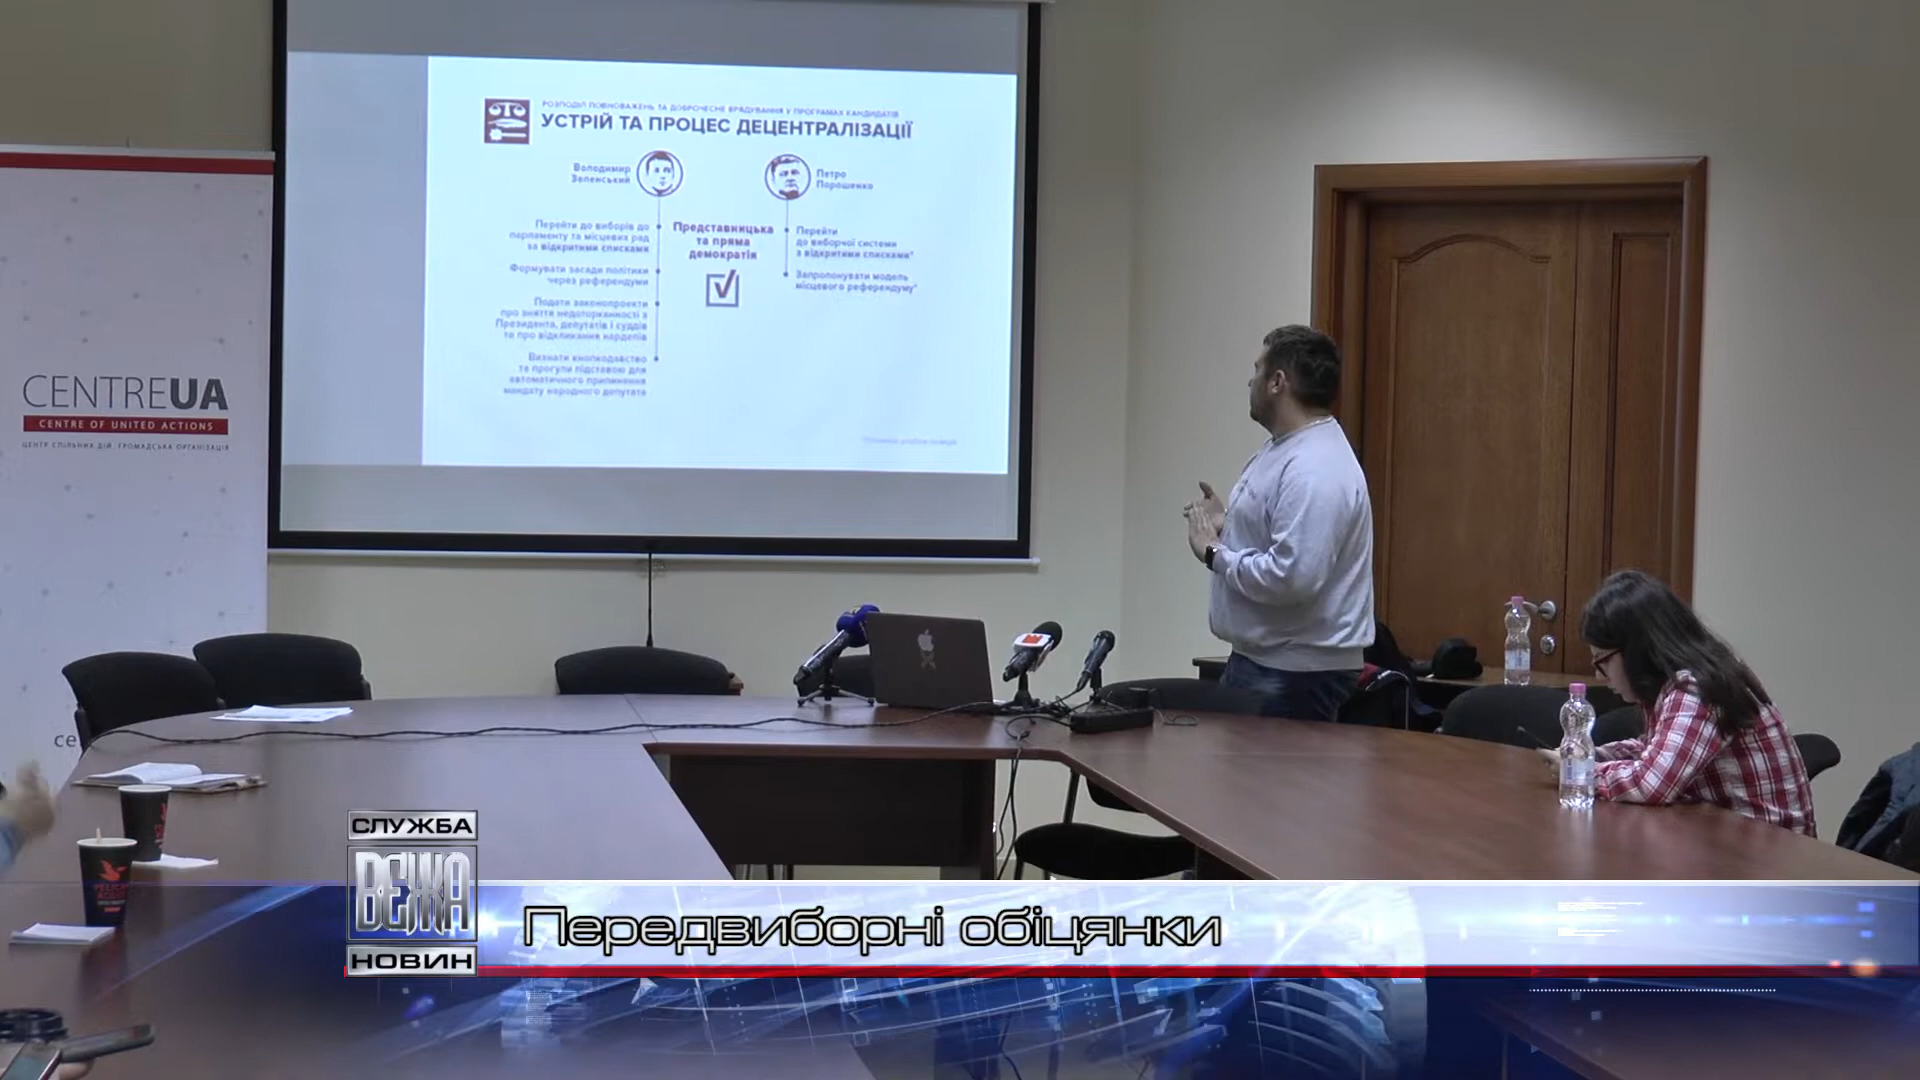 РОЗПОДІЛ ПОВНОВАЖЕНЬ ТА ДОБРОЧЕСНЕ ВРЯДУВАННЯ У ПРОГРАМАХ КАНДИДАТІВ
УСТРІЙ ТА ПРОЦЕС ДЕЦЕНТРАЛІЗАЦІЇ
Володимир
Зеленський
Петро
Порошенко
Перейти до виборів до
парламенту та місцевих рад
за відкритими списками
Формувати засади політики
через референдуми
Подати законопроекти
про зняття недоторканності з
Президента, депутатів і суддів
та про відкликання нардепів
Визнати кнопкодавство
та прогули підставою для
автоматичного припинення
мандату народного депутата
Представницька
та пряма
демократія
Перейти
до виборчої системи
з відкритими списками*
Запропонувати модель
місцевого референдуму*
CENTREUA
CENTRE OF UNITED ACTIONS
ЦЕНТР СПІЛЬНИХ ДІЙ. ГРОМАДСЬКА ОРГАНІЗАЦІЯ
ce
СЛУЖБА
ВЕЖА
НОВИН
Передвиборні обіцянки